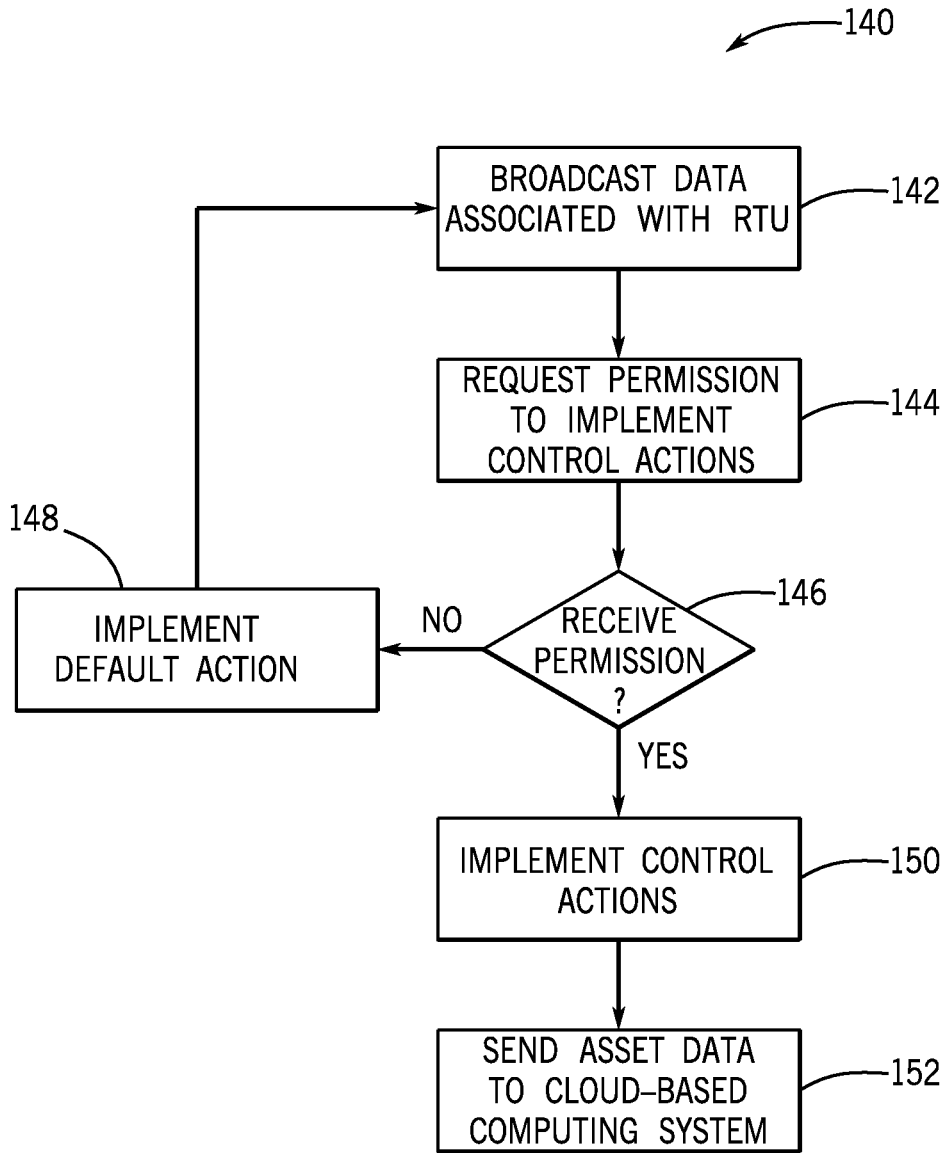 140
BROADCAST DATA
ASSOCIATED WITH RTU
142
REQUEST PERMISSION
TO IMPLEMENT
CONTROL ACTIONS
144
148
IMPLEMENT
DEFAULT ACTION
NO
RECEIVE
PERMISSION
?
146
YES
IMPLEMENT CONTROL
ACTIONS
150
SEND ASSET DATA
TO CLOUD–BASED
COMPUTING SYSTEM
152